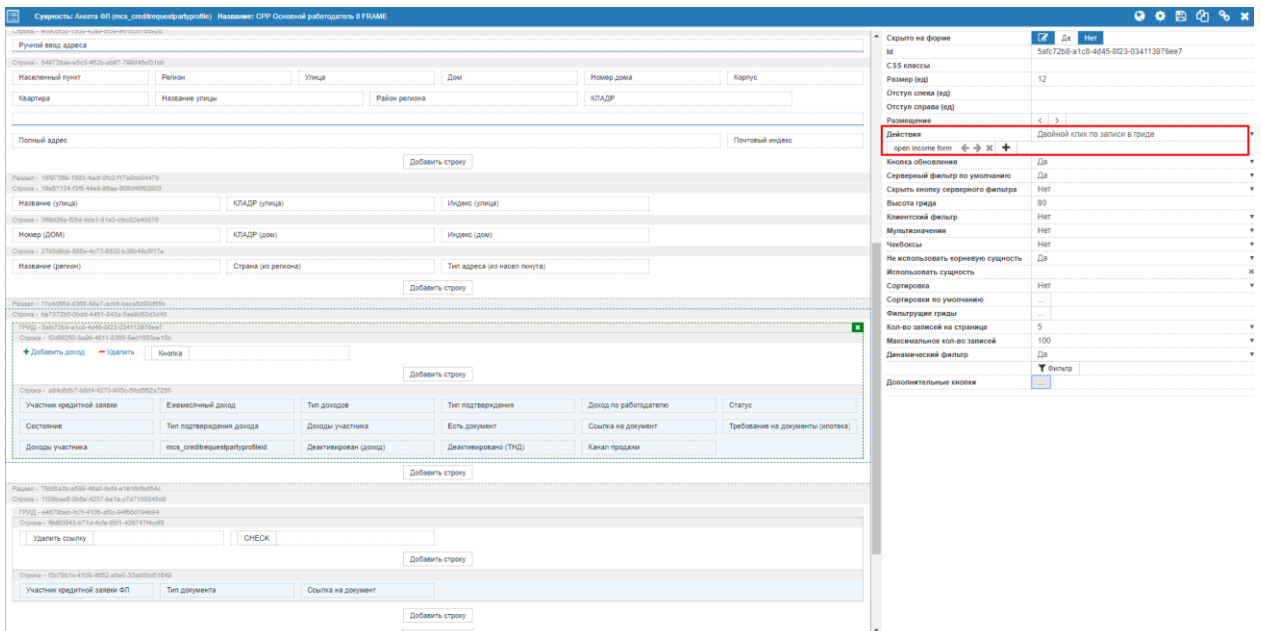 Сущность: Анкета ФЛ (mcs_creditrequestpartyprofile) Название: CPP Основной работодатель 0 FRAME
Ручной ввод адреса
Населенный пункт Регион Улица Дом Номер дома Корпус
Квартира Название улицы Район региона КЛАДР
Полный адрес Почтовый индекс
Добавить строку
Название (улица) КЛАДР (улица) Индекс (улица)
Номер (ДОМ) КЛАДР (дом) Индекс (дом)
Название (регион) Страна (из региона) Тип адреса (из насел пкнута)
Добавить строку
ГРИД - 5afc72b8-a1c8-4d45-8f23-034113976ee7
Добавить доход Удалить Кнопка
Добавить строку
Участник кредитной заявки Ежемесячный доход Тип доходов Тип подтверждения Доход по работодателю Статус
Состояние Тип подтверждения дохода Доходы участника Есть документ Ссылка на документ Требование на документы (ипотека)
Доходы участника mcs_creditrequestpartyprofileid Деактивирован (доход) Деактивировано (ТНД) Канал продажи
Добавить строку
Удалить ссылку CHECK
Добавить строку
Участник кредитной заявки ФЛ Тип документа Ссылка на документ
Добавить строку
Скрыто на форме Да Нет
Id 5afc72b8-a1c8-4d45-8f23-034113976ee7
CSS классы
Размер (ед) 12
Отступ слева (ед)
Отступ справа (ед)
Размещение < >
Действия Двойной клик по записи в гриде
open income form
Кнопка обновления Да
Серверный фильтр по умолчанию Да
Скрыть кнопку серверного фильтра Нет
Высота грида 80
Клиентский фильтр Нет
Мультизначения Нет
Чекбоксы Нет
Не использовать корневую сущность Да
Использовать сущность
Сортировка Нет
Сортировки по умолчанию ...
Фильтрущие гриды ...
Кол-во записей на странице 5
Максимальное кол-во записей 100
Динамический фильтр Да
Фильтр
Дополнительные кнопки ...